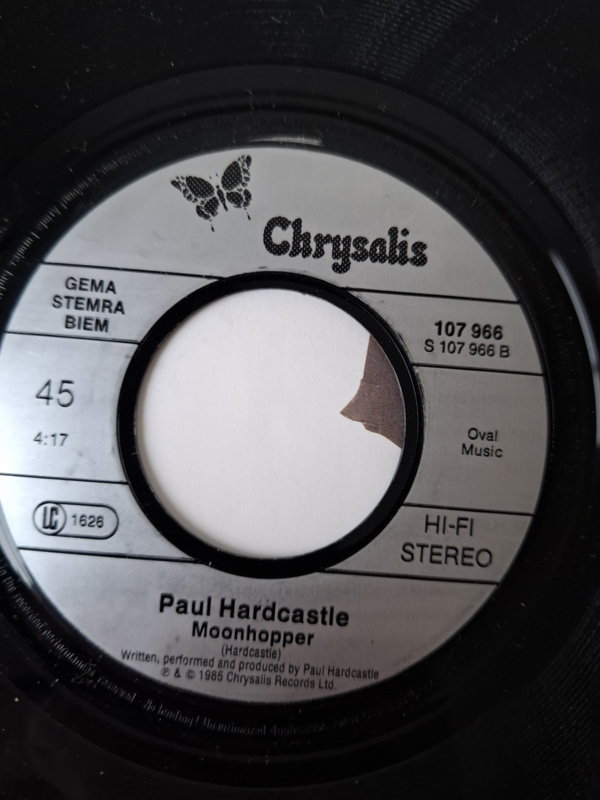 Chrysalis
GEMA
STEMRA
BIEM
107 966
S 107 966 B
45
4:17
Oval
Music
LC 1626
HI-FI
STEREO
Paul Hardcastle
Moonhopper
(Hardcastle)
Written, performed and produced by Paul Hardcastle
℗ & © 1985 Chrysalis Records Ltd.